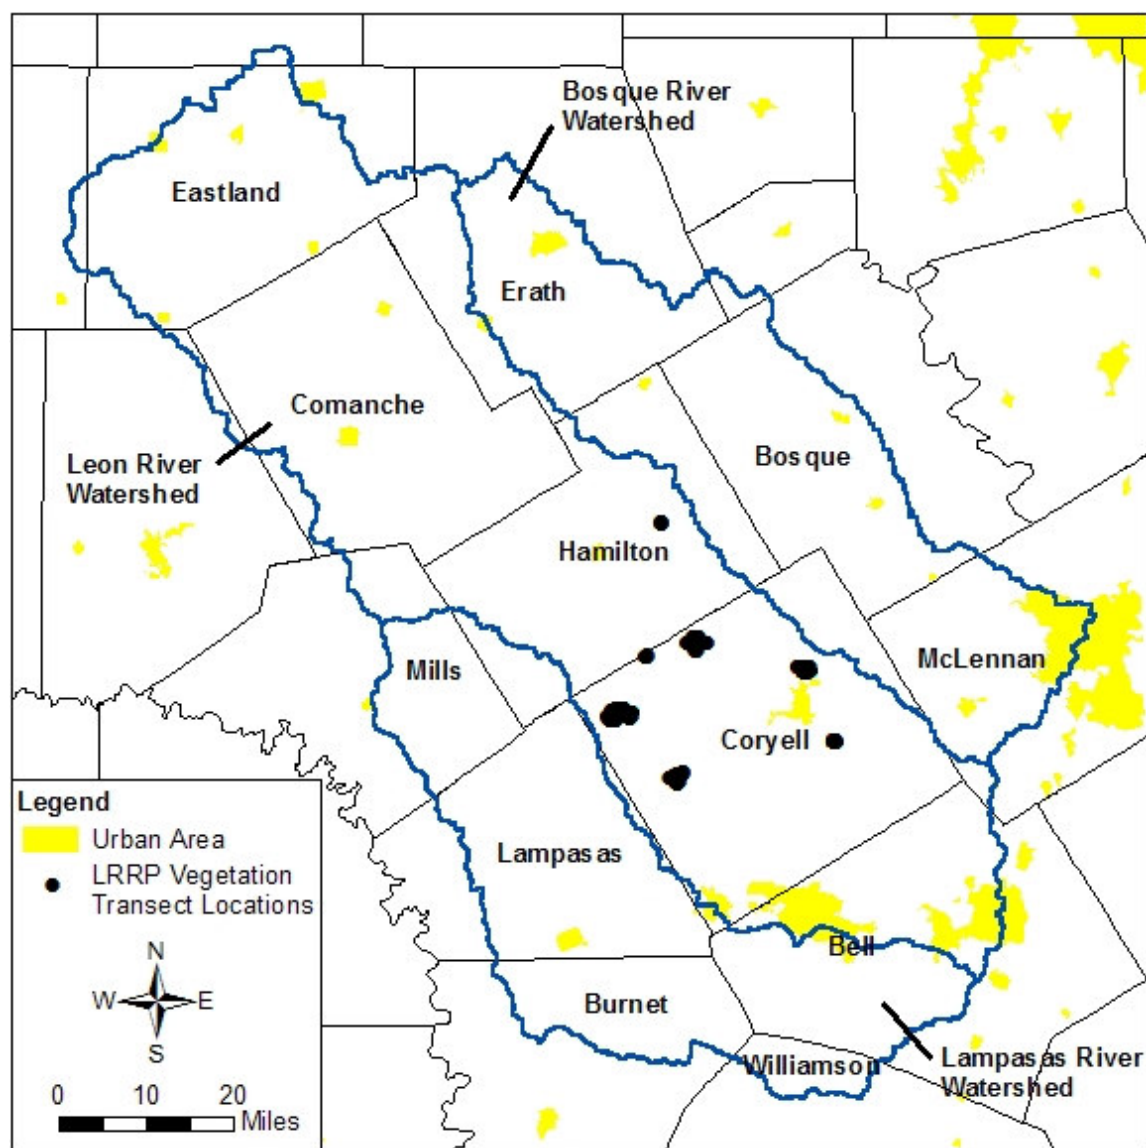 Bosque River
Watershed
Eastland
Erath
Comanche
Leon River
Watershed
Bosque
Hamilton
Mills
McLennan
Coryell
Lampasas
Bell
Burnet
Williamson
Lampasas River
Watershed
Legend
Urban Area
LRRP Vegetation
Transect Locations
N
W E
S
0 10 20
Miles